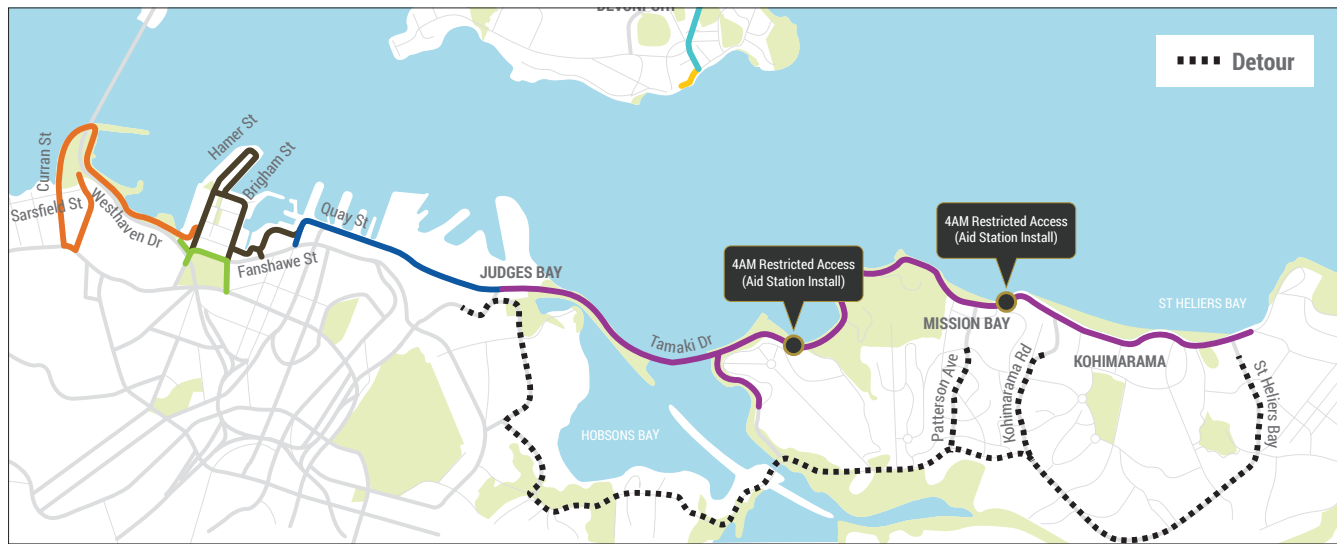 DEVONPORT
Detour
Hamer St
Brigham St
Curran St
Sarsfield St
Westhaven Dr
Quay St
Fanshawe St
JUDGES BAY
4AM Restricted Access
(Aid Station Install)
4AM Restricted Access
(Aid Station Install)
ST HELIERS BAY
MISSION BAY
Tamaki Dr
KOHIMARAMA
Patterson Ave
Kohimarama Rd
St Heliers Bay
HOBSONS BAY